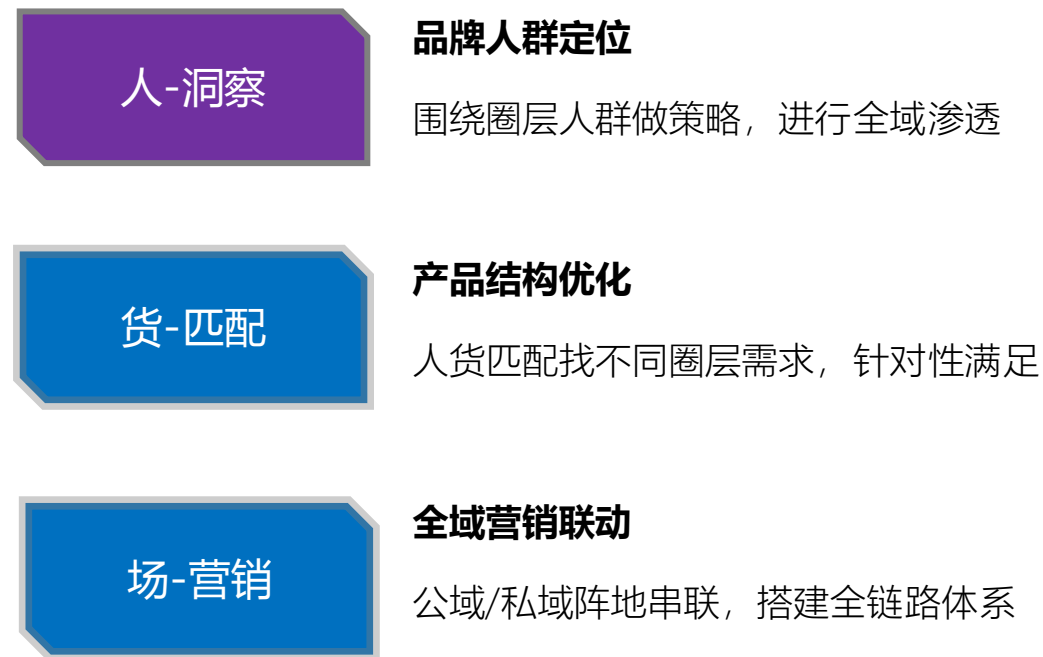 人-洞察
品牌人群定位
围绕圈层人群做策略，进行全域渗透
货-匹配
产品结构优化
人货匹配找不同圈层需求，针对性满足
场-营销
全域营销联动
公域/私域阵地串联，搭建全链路体系